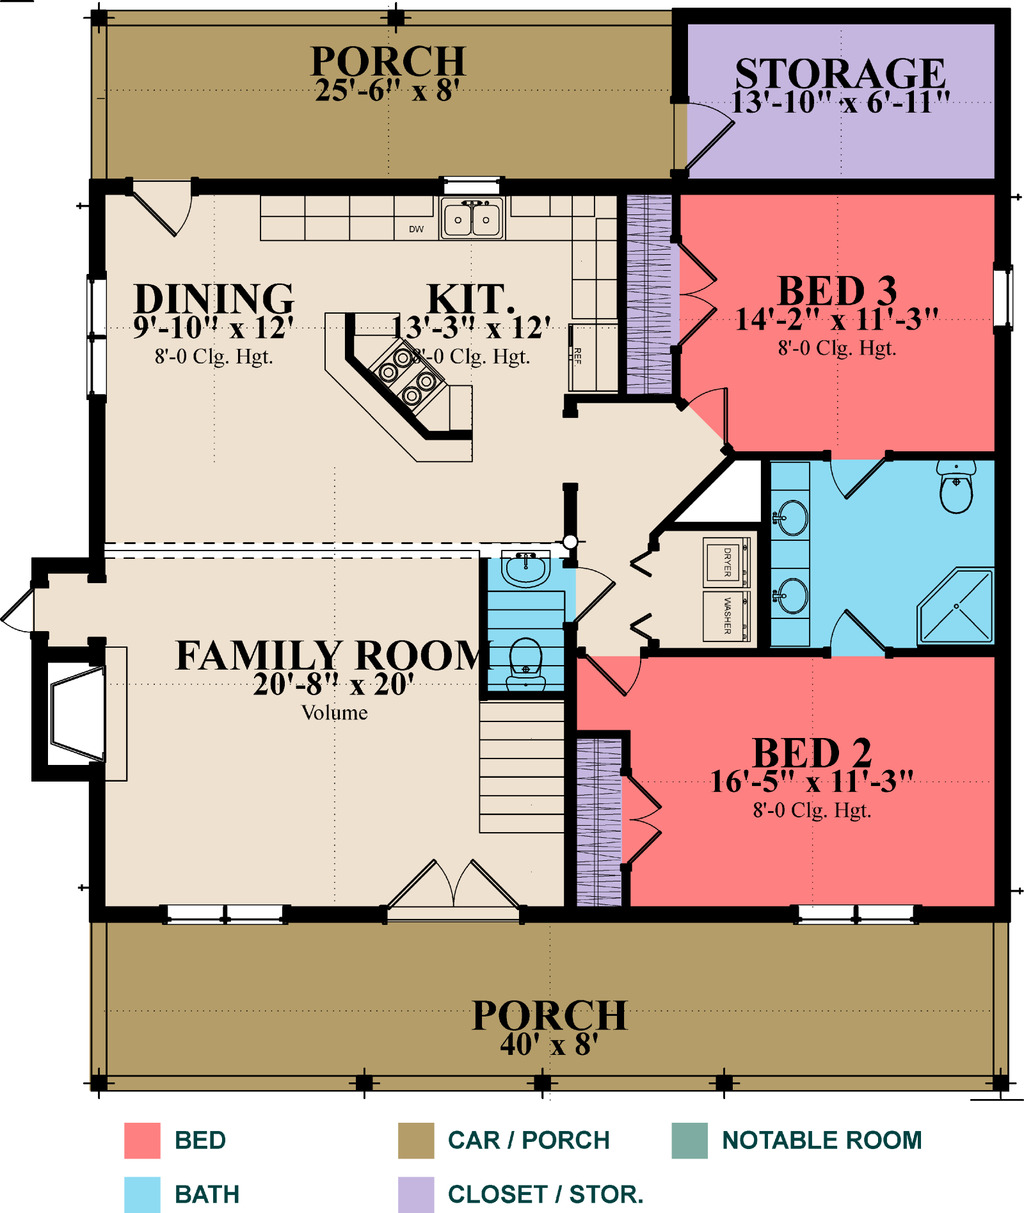 PORCH
25'-6" x 8'
STORAGE
13'-10" x 6'-11"
DW
DINING
9'-10" x 12'
8'-0 Clg. Hgt.
KIT.
13'-3" x 12'
8'-0 Clg. Hgt.
REF
BED 3
14'-2" x 11'-3"
8'-0 Clg. Hgt.
DRYER
WASHER
FAMILY ROOM
20'-8" x 20'
Volume
BED 2
16'-5" x 11'-3"
8'-0 Clg. Hgt.
PORCH
40' x 8'
BED
CAR / PORCH
NOTABLE ROOM
BATH
CLOSET / STOR.